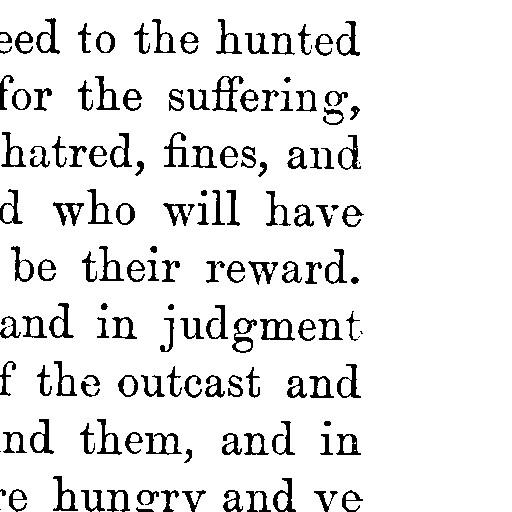 eed to the hunted
for the suffering,
hatred, fines, and
d who will have
be their reward.
and in judgment
f the outcast and
nd them, and in
re hungry and ye